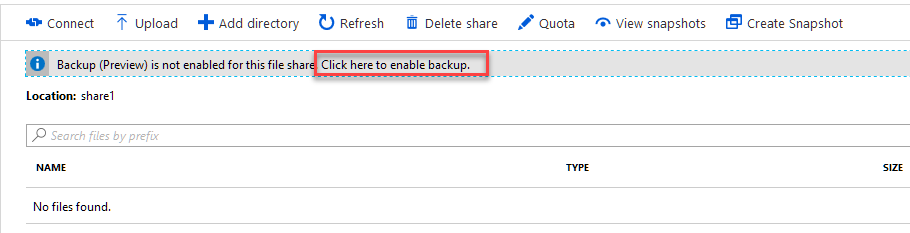 Connect Upload Add directory Refresh Delete share Quota View snapshots Create Snapshot
Backup (Preview) is not enabled for this file share Click here to enable backup.
Location: share1
Search files by prefix
NAME TYPE SIZE
No files found.